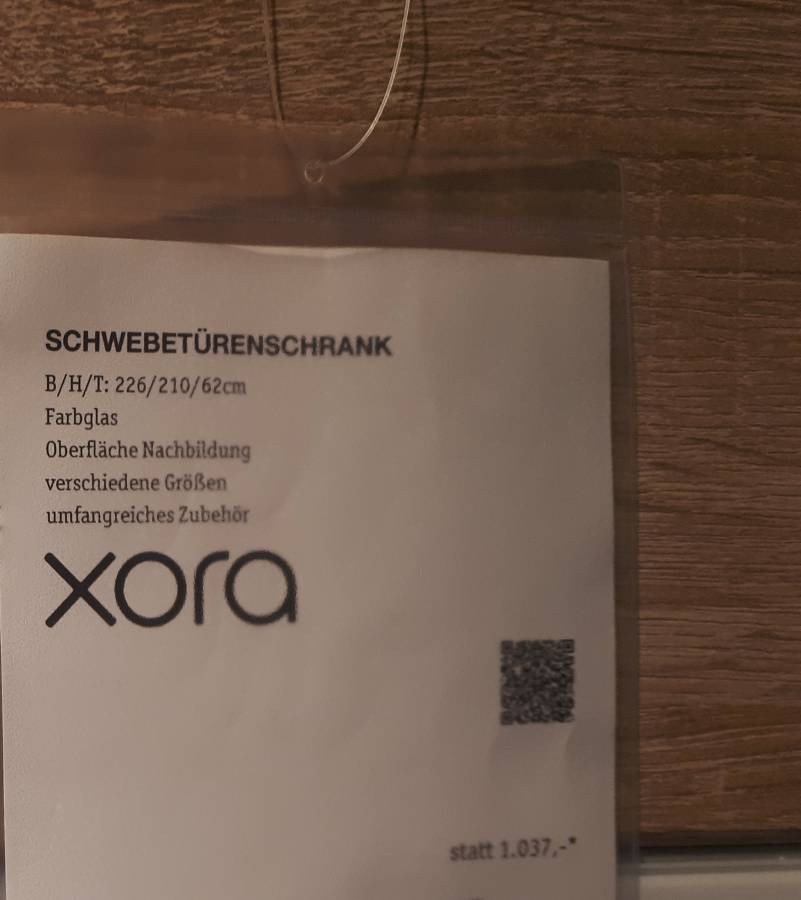 SCHWEBETÜRENSCHRANK
B/H/T: 226/210/62cm
Farbglas
Oberfläche Nachbildung
verschiedene Größen
umfangreiches Zubehör
xora
statt 1.037,-*